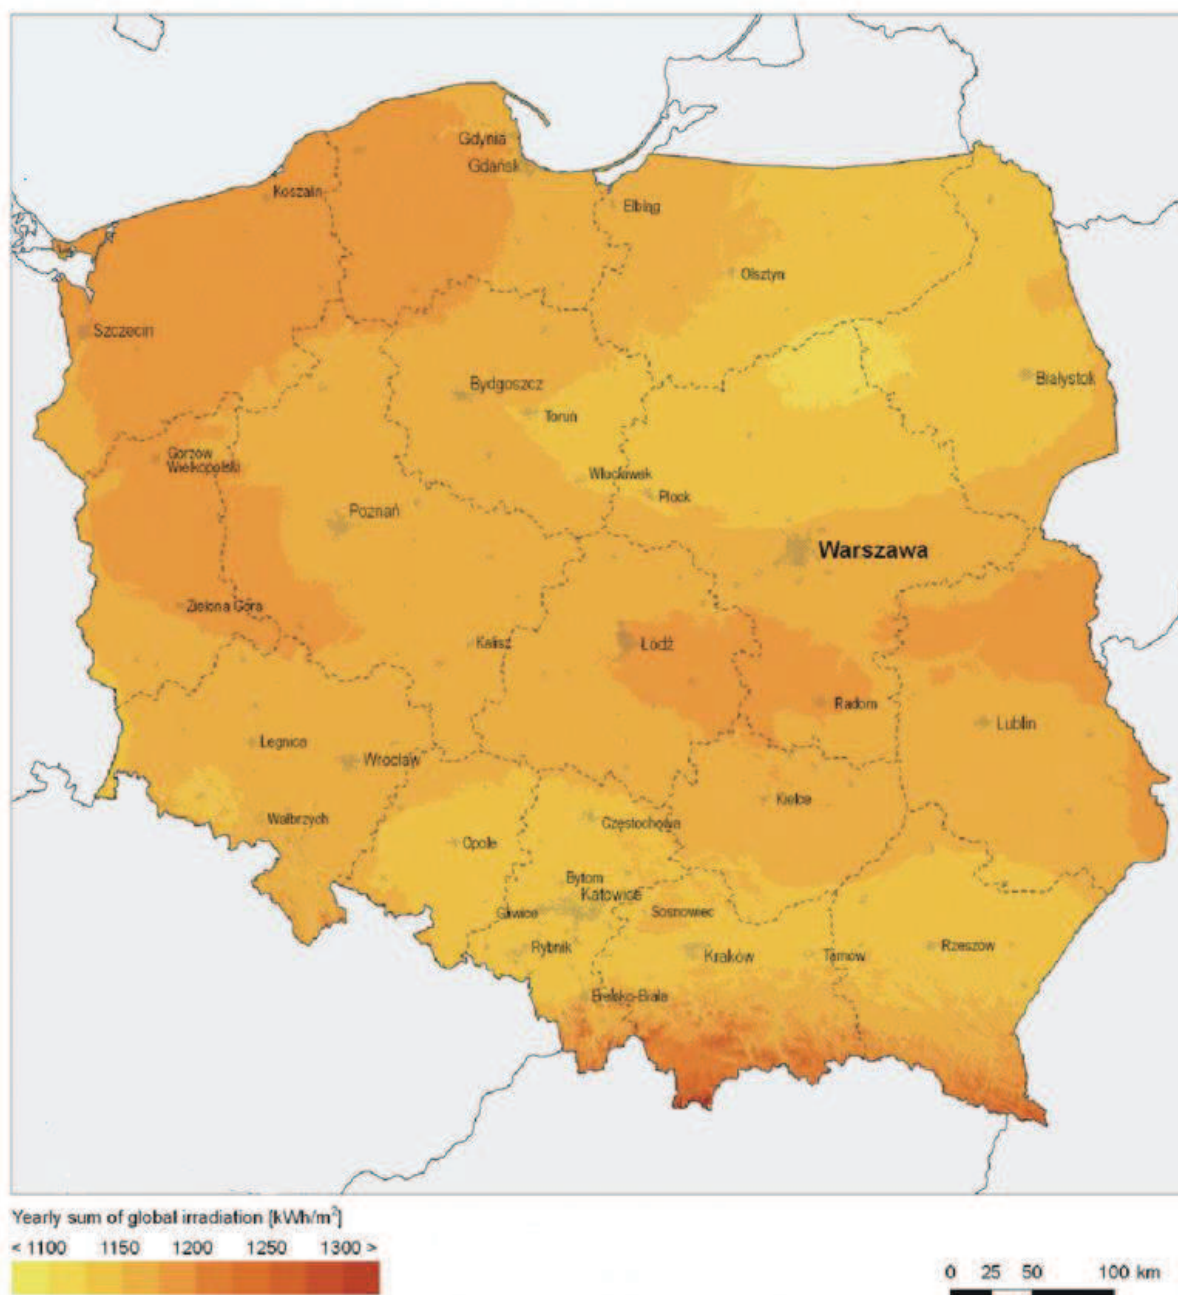 Gdynia
Gdańsk
Koszalin
Elbląg
Olsztyn
Szczecin
Białystok
Bydgoszcz
Toruń
Gorzów
Wielkopolski
Włocławek
Płock
Poznań
Warszawa
Zielona Góra
Kalisz
Łódź
Radom
Lublin
Legnica
Wrocław
Kielce
Wałbrzych
Częstochowa
Opole
Bytom
Katowice
Gliwice
Sosnowiec
Rybnik
Kraków
Tarnów
Rzeszów
Bielsko-Biała
Yearly sum of global irradiation [kWh/m²]
< 1100 1150 1200 1250 1300 >
0 25 50 100 km